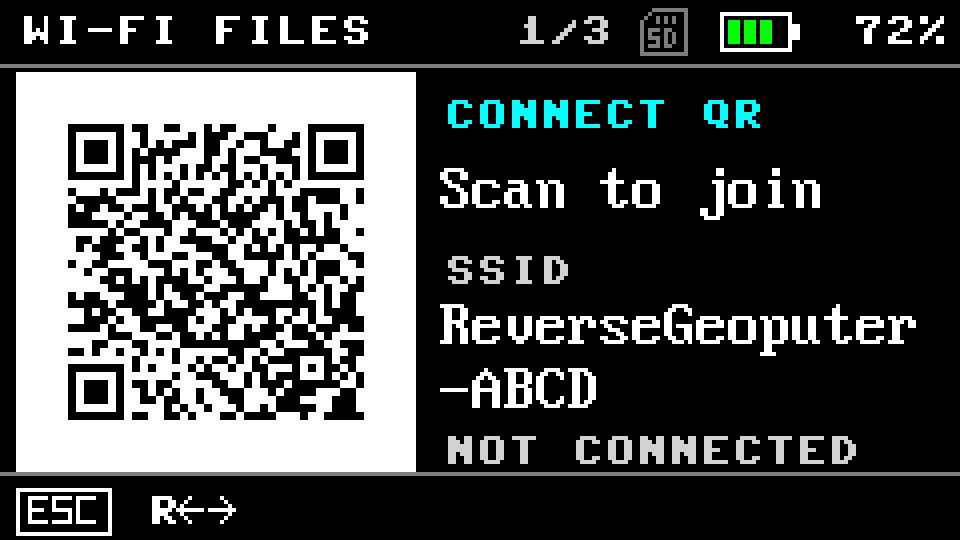 WI-FI FILES 1/3 SD 72%
CONNECT QR
Scan to join
SSID
ReverseGeoputer
-ABCD
NOT CONNECTED
ESC R←→